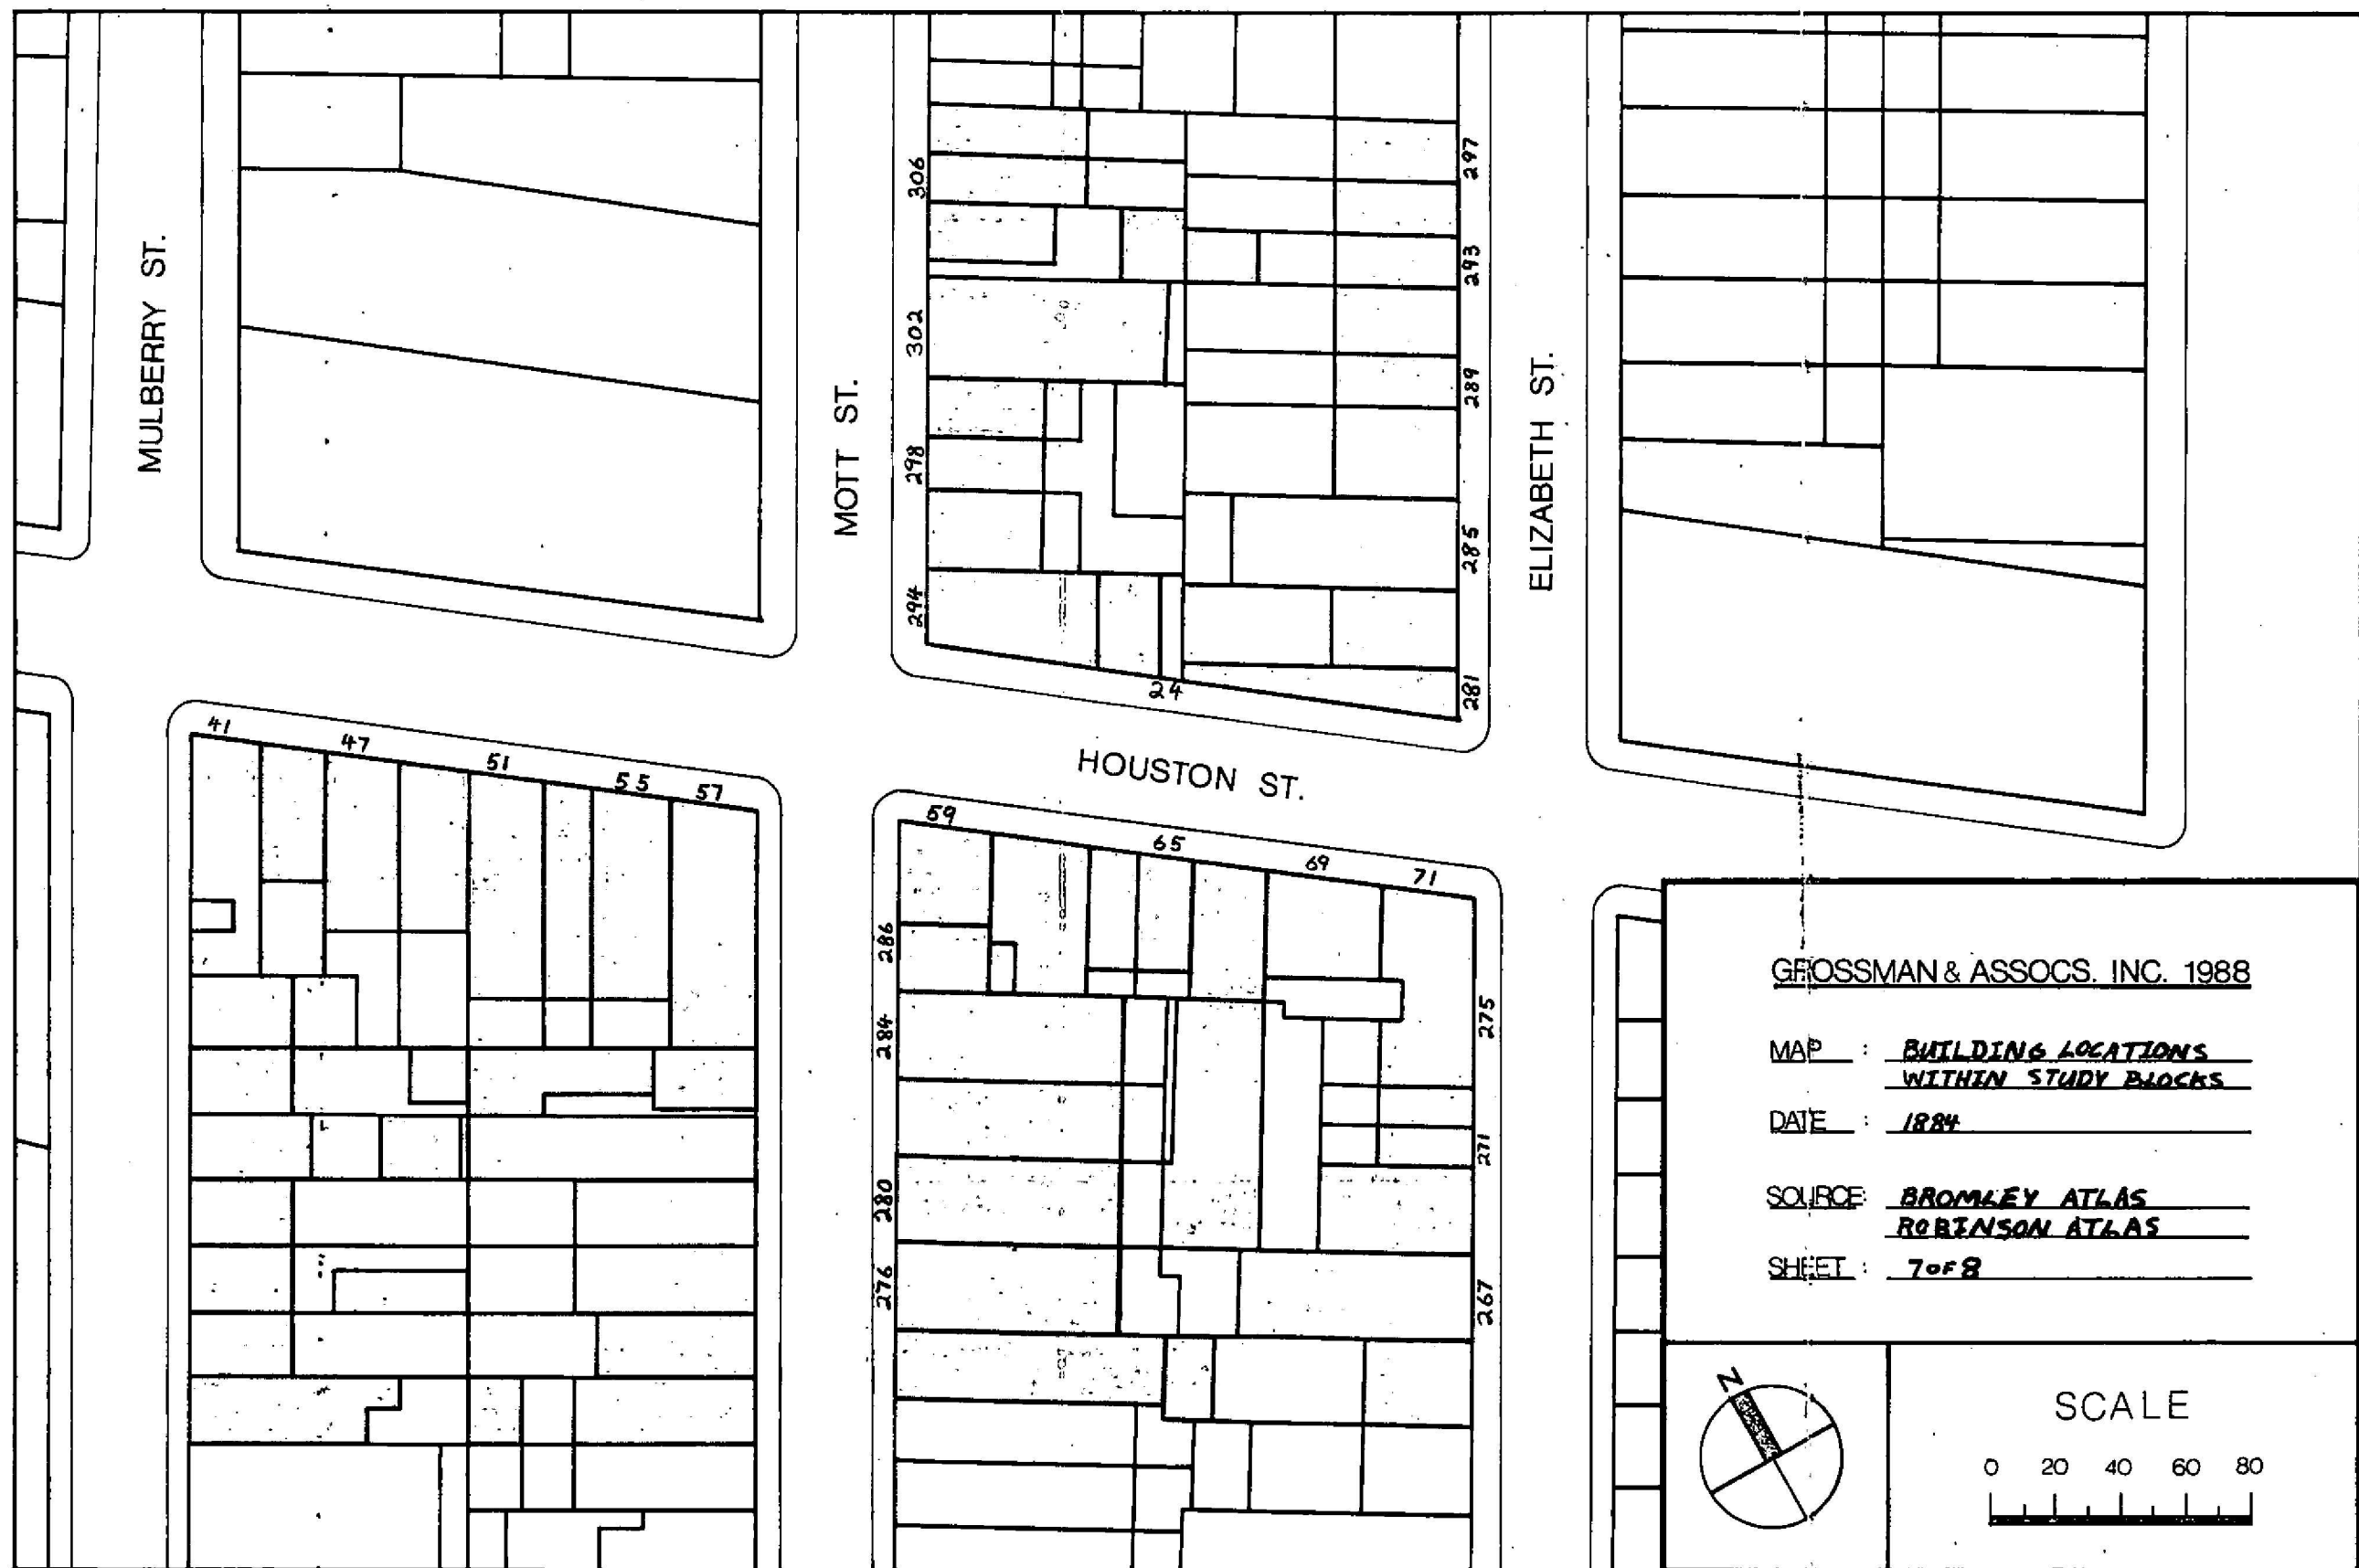 MULBERRY ST.
MOTT ST.
ELIZABETH ST.
HOUSTON ST.
306
302
298
294
297
293
289
285
281
24
41
47
51
55
57
59
65
69
71
286
284
280
276
275
271
267
GROSSMAN & ASSOCS. INC. 1988
MAP : BUILDING LOCATIONS
WITHIN STUDY BLOCKS
DATE : 1884
SOURCE: BROMLEY ATLAS
ROBINSON ATLAS
SHEET : 7 OF 8
N
SCALE
0 20 40 60 80